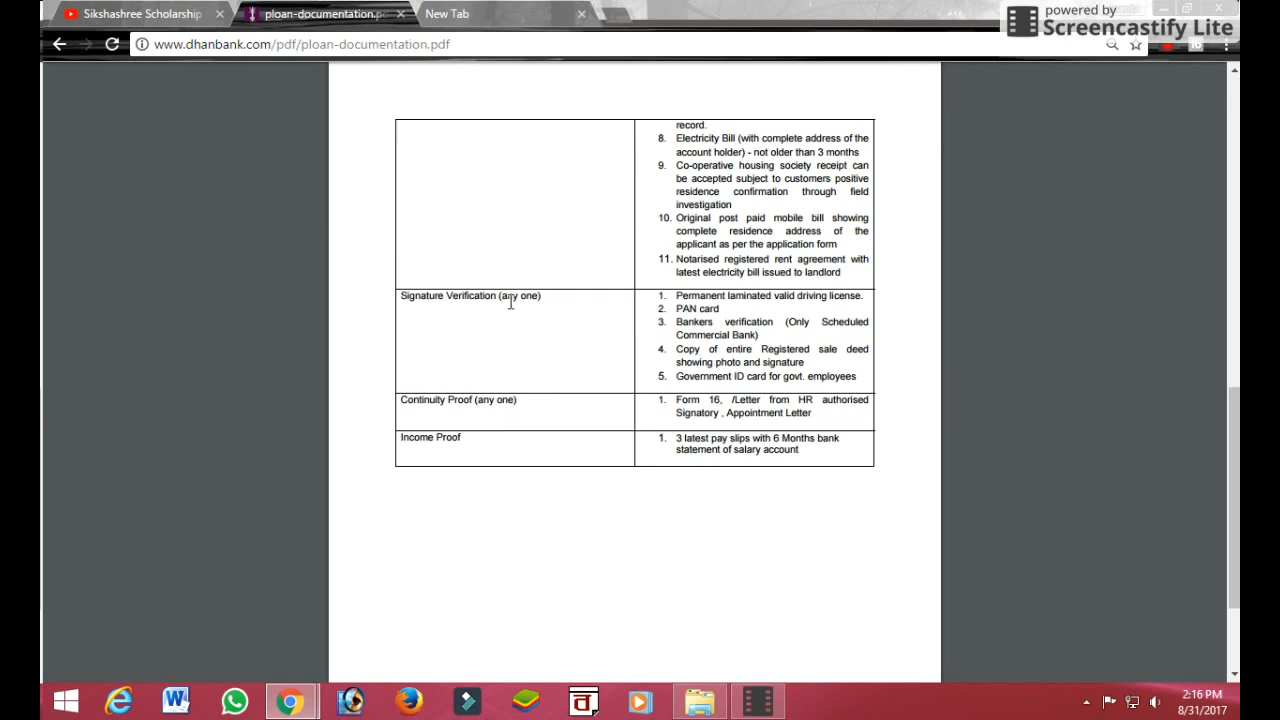 powered by
Screencastify Lite
Sikshashree Scholarship
ploan-documentation.p
New Tab
www.dhanbank.com/pdf/ploan-documentation.pdf
record.
8. Electricity Bill (with complete address of the
account holder) - not older than 3 months
9. Co-operative housing society receipt can
be accepted subject to customers positive
residence confirmation through field
investigation
10. Original post paid mobile bill showing
complete residence address of the
applicant as per the application form
11. Notarised registered rent agreement with
latest electricity bill issued to landlord
Signature Verification (any one)
1. Permanent laminated valid driving license.
2. PAN card
3. Bankers verification (Only Scheduled
Commercial Bank)
4. Copy of entire Registered sale deed
showing photo and signature
5. Government ID card for govt. employees
Continuity Proof (any one)
1. Form 16, /Letter from HR authorised
Signatory , Appointment Letter
Income Proof
1. 3 latest pay slips with 6 Months bank
statement of salary account
2:16 PM
8/31/2017